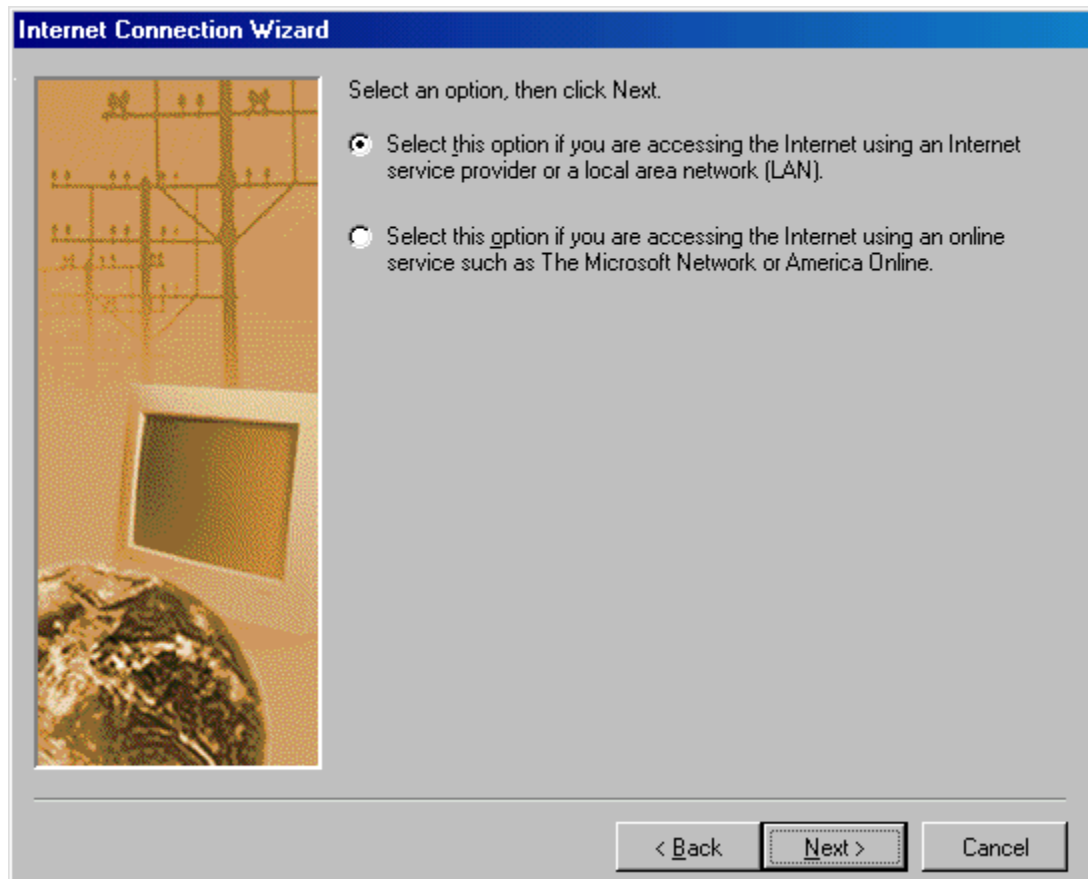 Internet Connection Wizard
Select an option, then click Next.
Select this option if you are accessing the Internet using an Internet
service provider or a local area network (LAN).
Select this option if you are accessing the Internet using an online
service such as The Microsoft Network or America Online.
< Back
Next >
Cancel